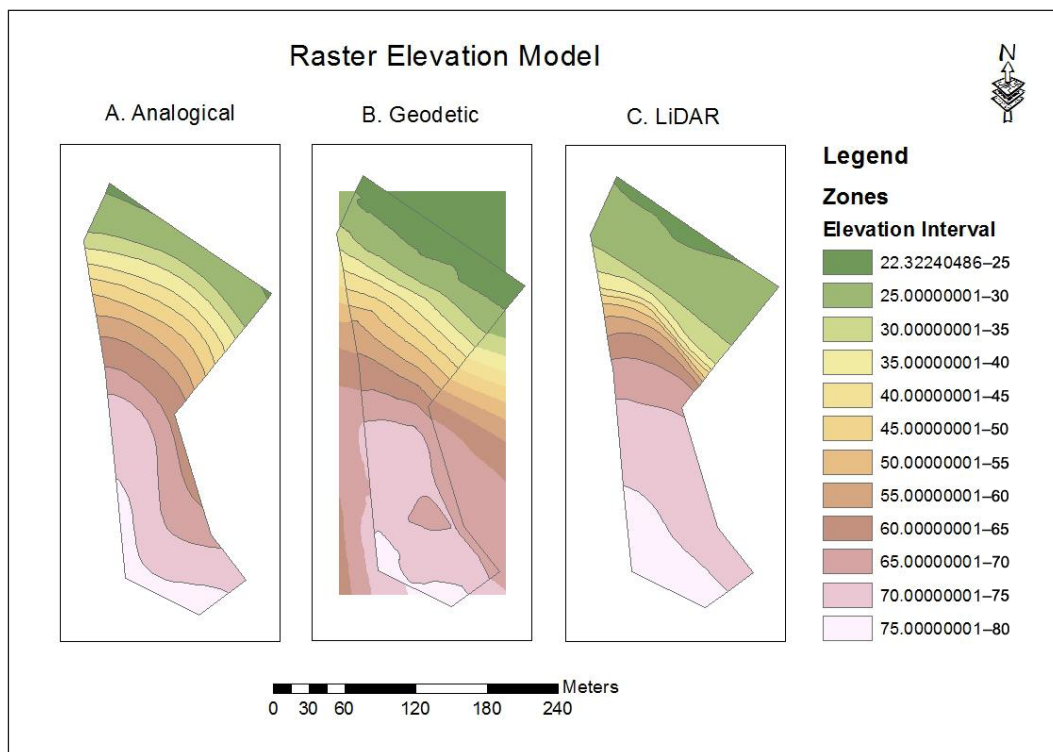 Raster Elevation Model
N
A. Analogical
B. Geodetic
C. LiDAR
Legend
Zones
Elevation Interval
22.32240486–25
25.00000001–30
30.00000001–35
35.00000001–40
40.00000001–45
45.00000001–50
50.00000001–55
55.00000001–60
60.00000001–65
65.00000001–70
70.00000001–75
75.00000001–80
Meters
0 30 60 120 180 240